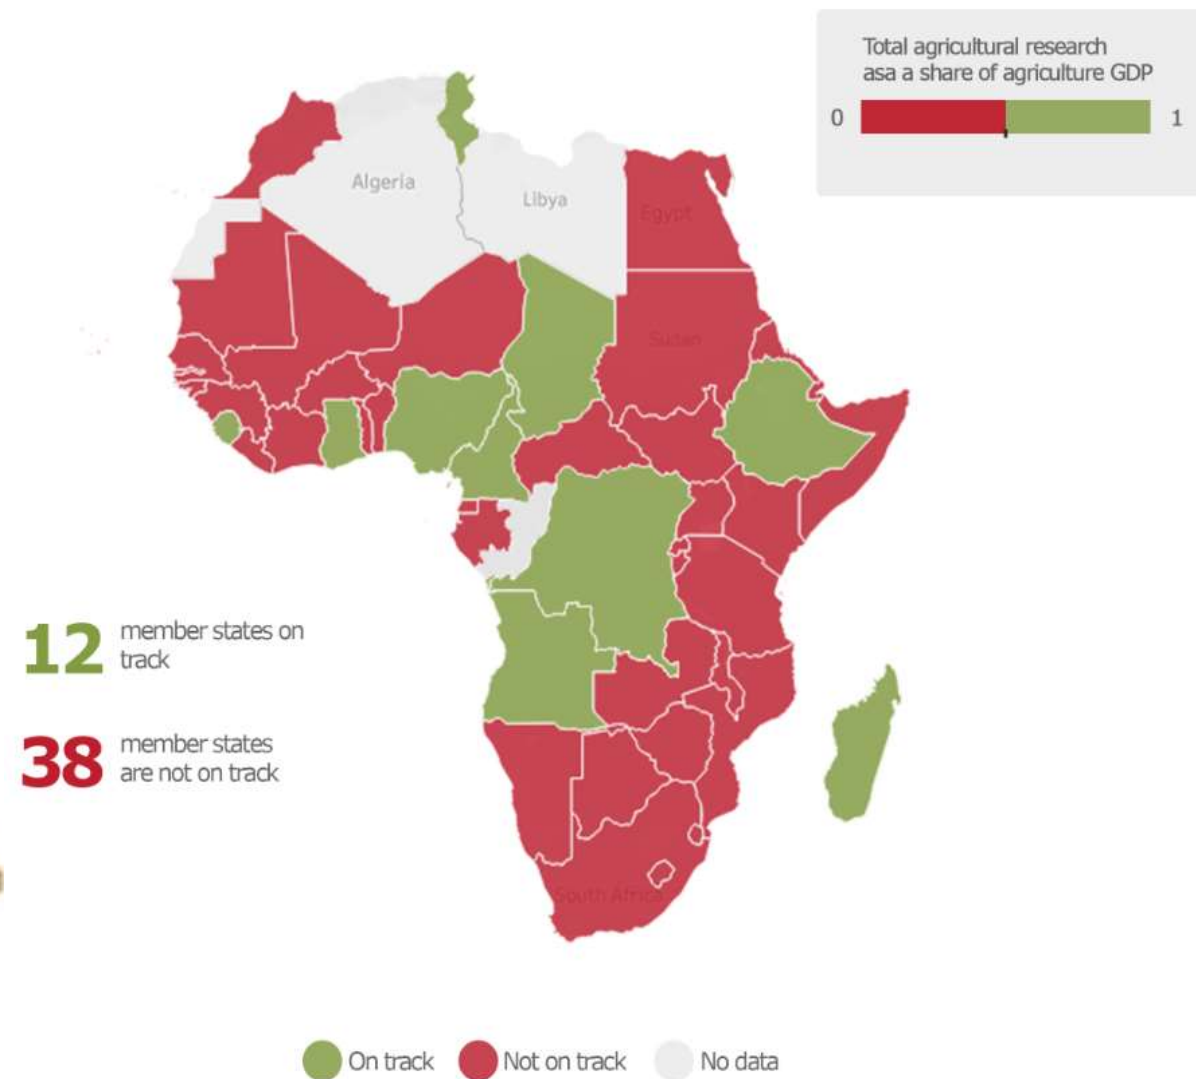 Total agricultural research
asa a share of agriculture GDP
0
1
Algeria
Libya
Egypt
Sudan
12
member states on
track
38
member states
are not on track
South Africa
On track
Not on track
No data